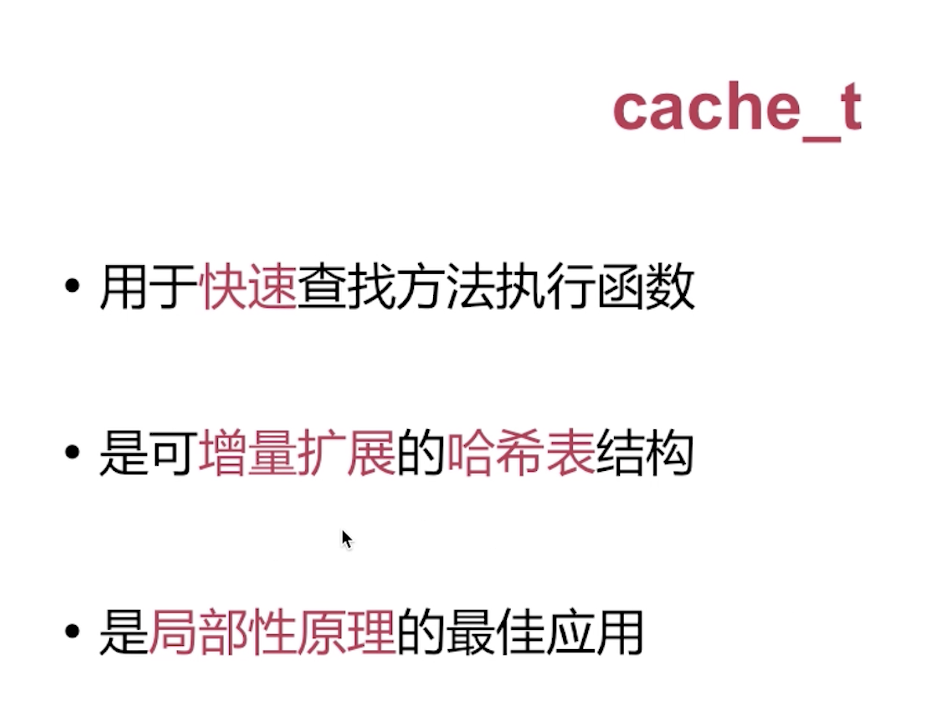 cache_t
• 用于快速查找方法执行函数
• 是可增量扩展的哈希表结构
• 是局部性原理的最佳应用